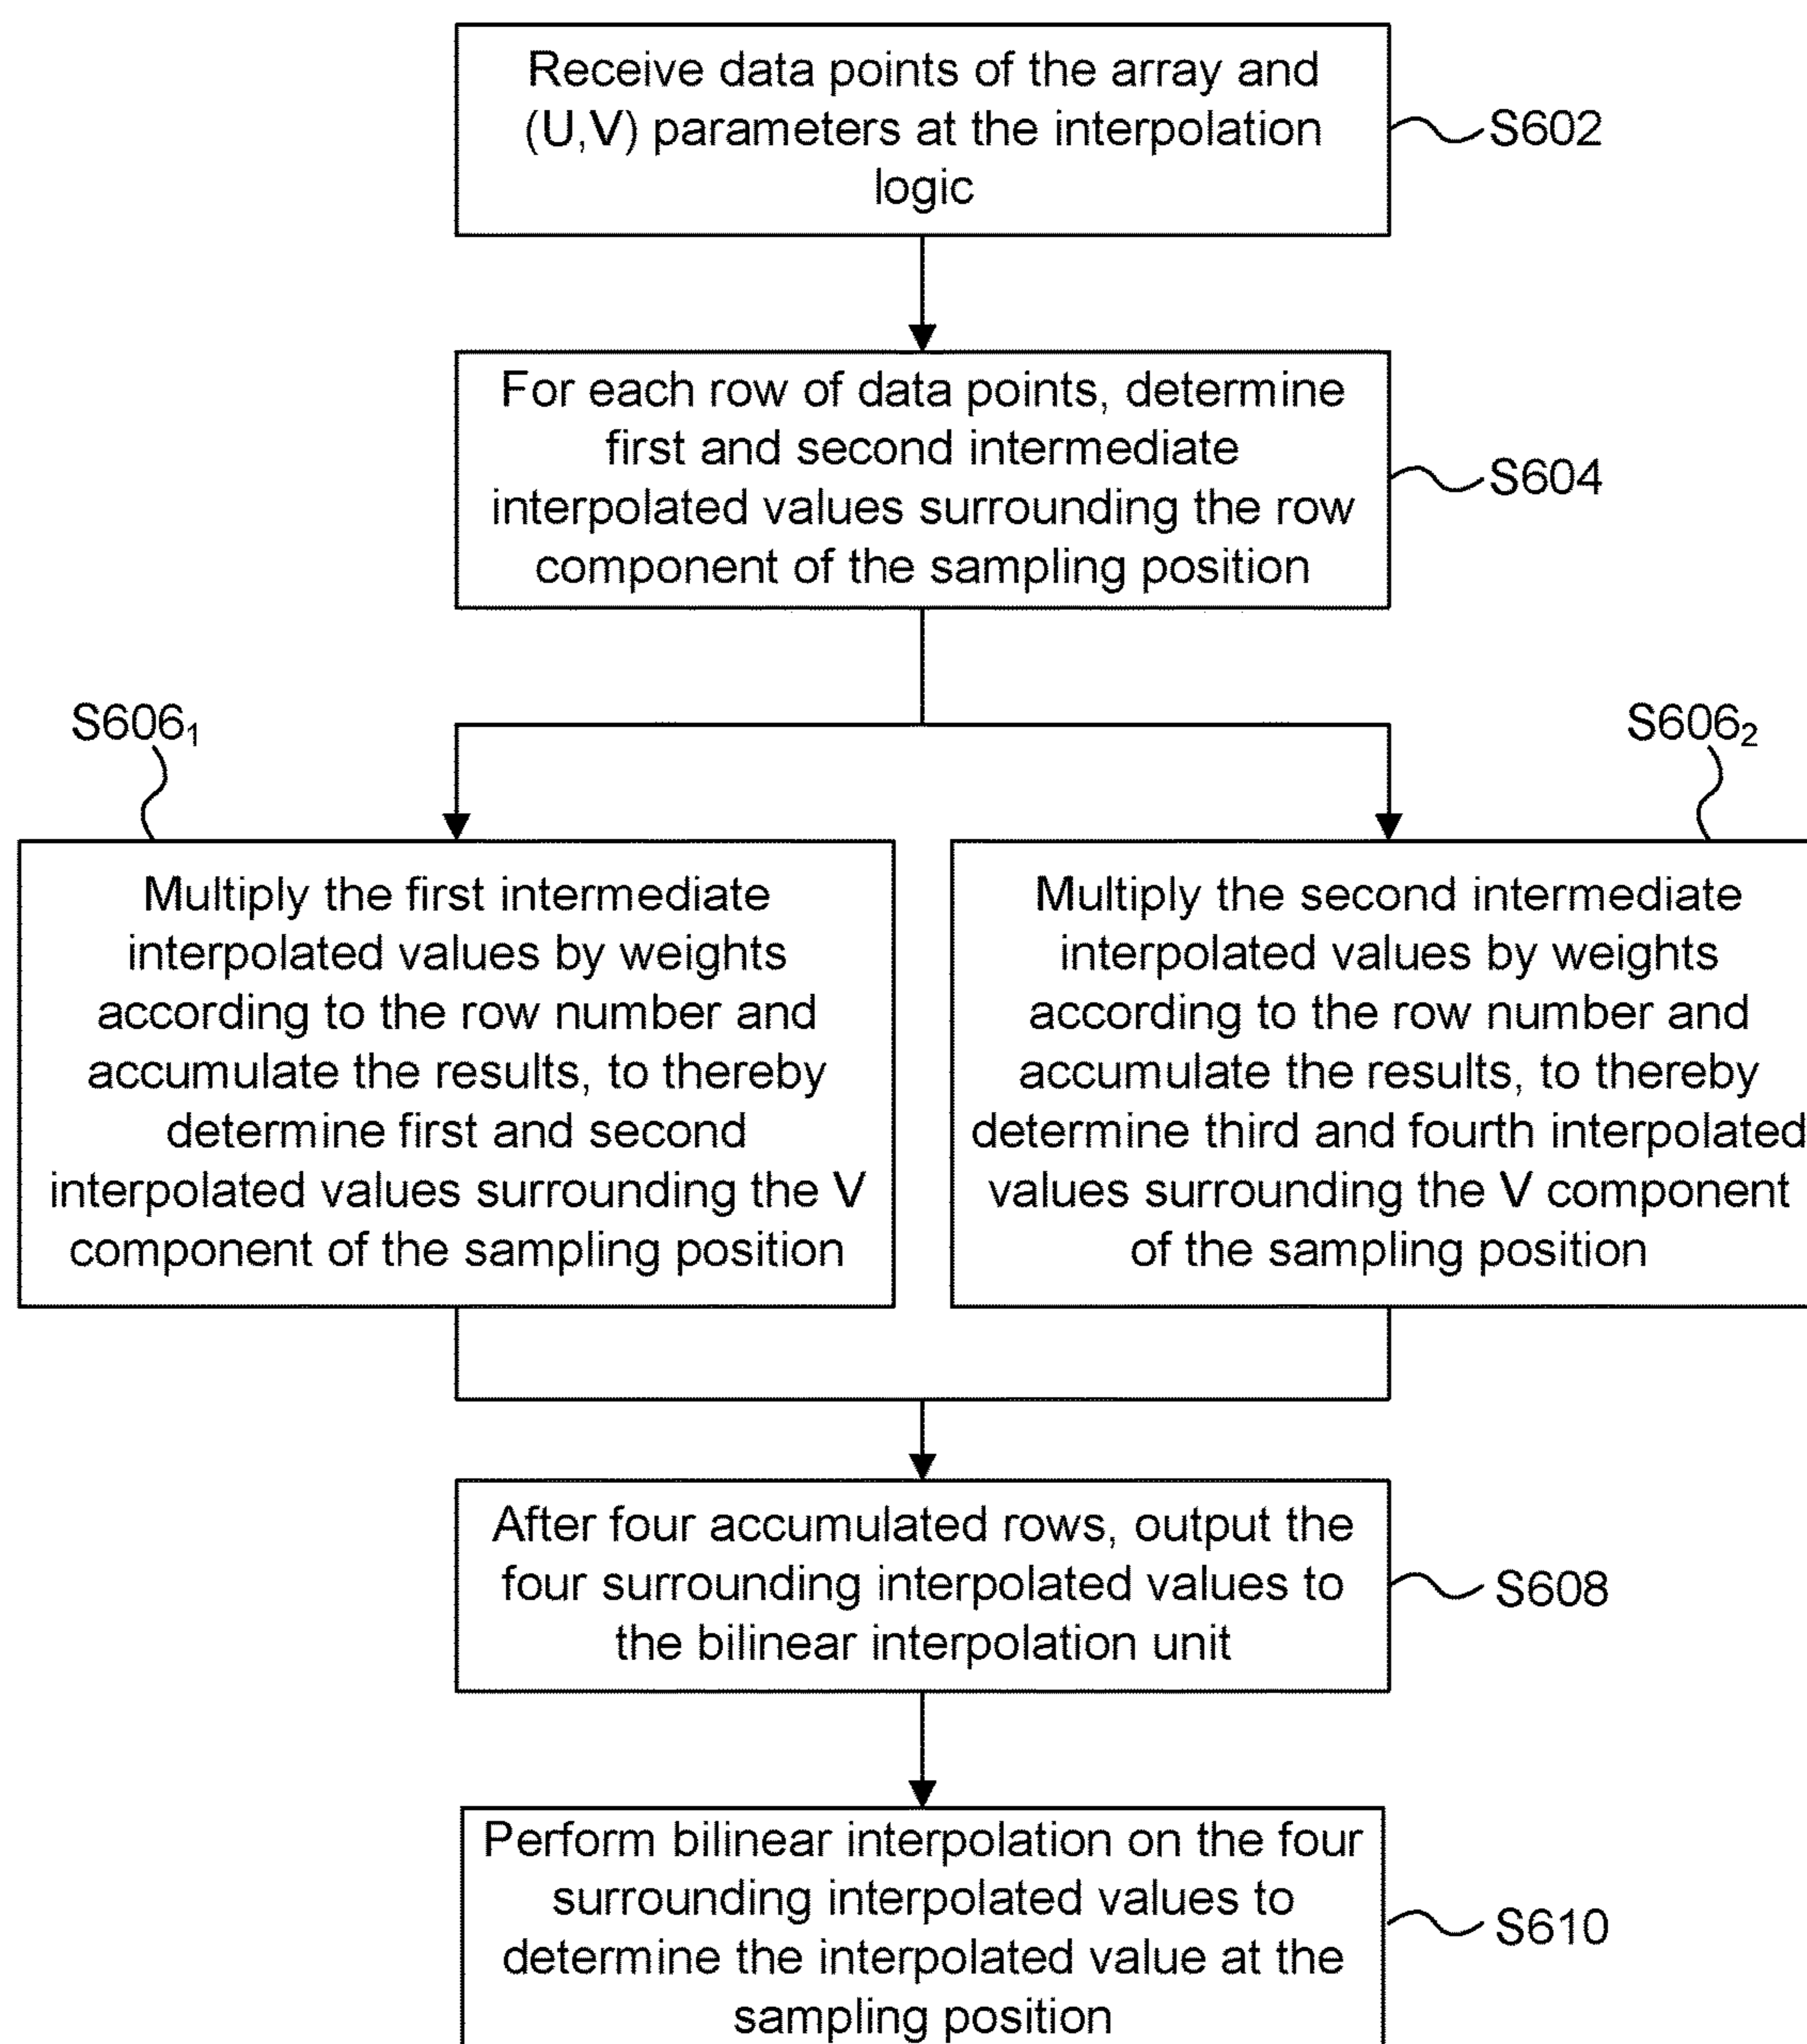 Receive data points of the array and
(U,V) parameters at the interpolation
logic
S602
For each row of data points, determine
first and second intermediate
interpolated values surrounding the row
component of the sampling position
S604
S606₁
S606₂
Multiply the first intermediate
interpolated values by weights
according to the row number and
accumulate the results, to thereby
determine first and second
interpolated values surrounding the V
component of the sampling position
Multiply the second intermediate
interpolated values by weights
according to the row number and
accumulate the results, to thereby
determine third and fourth interpolated
values surrounding the V component
of the sampling position
After four accumulated rows, output the
four surrounding interpolated values to
the bilinear interpolation unit
S608
Perform bilinear interpolation on the four
surrounding interpolated values to
determine the interpolated value at the
sampling position
S610